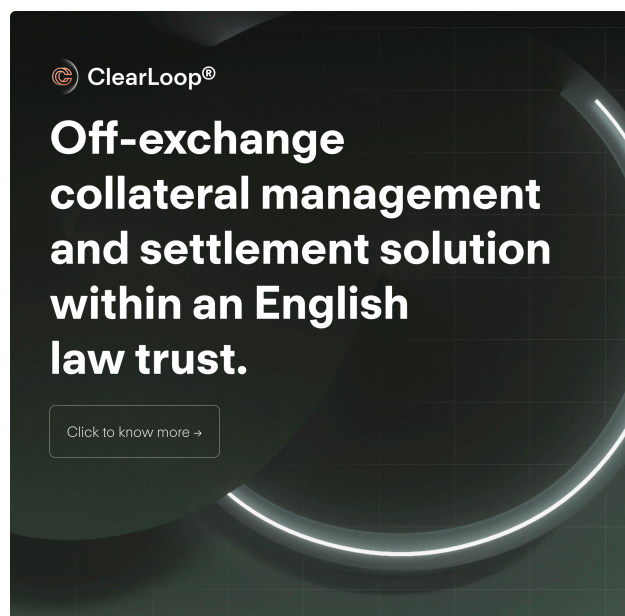 ClearLoop®
Off-exchange
collateral management
and settlement solution
within an English
law trust.
Click to know more →